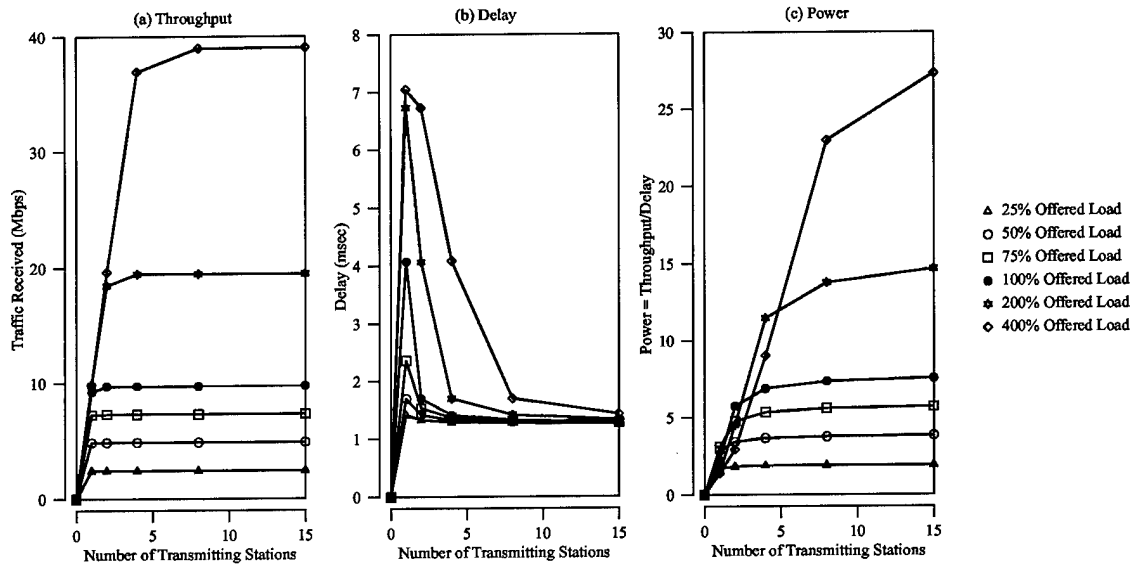 (a) Throughput
(b) Delay
(c) Power
40
30
20
10
0
Traffic Received (Mbps)
0
5
10
15
Number of Transmitting Stations
8
7
6
5
4
3
2
1
0
Delay (msec)
0
5
10
15
Number of Transmitting Stations
30
25
20
15
10
5
0
Power = Throughput/Delay
0
5
10
15
Number of Transmitting Stations
25% Offered Load
50% Offered Load
75% Offered Load
100% Offered Load
200% Offered Load
400% Offered Load